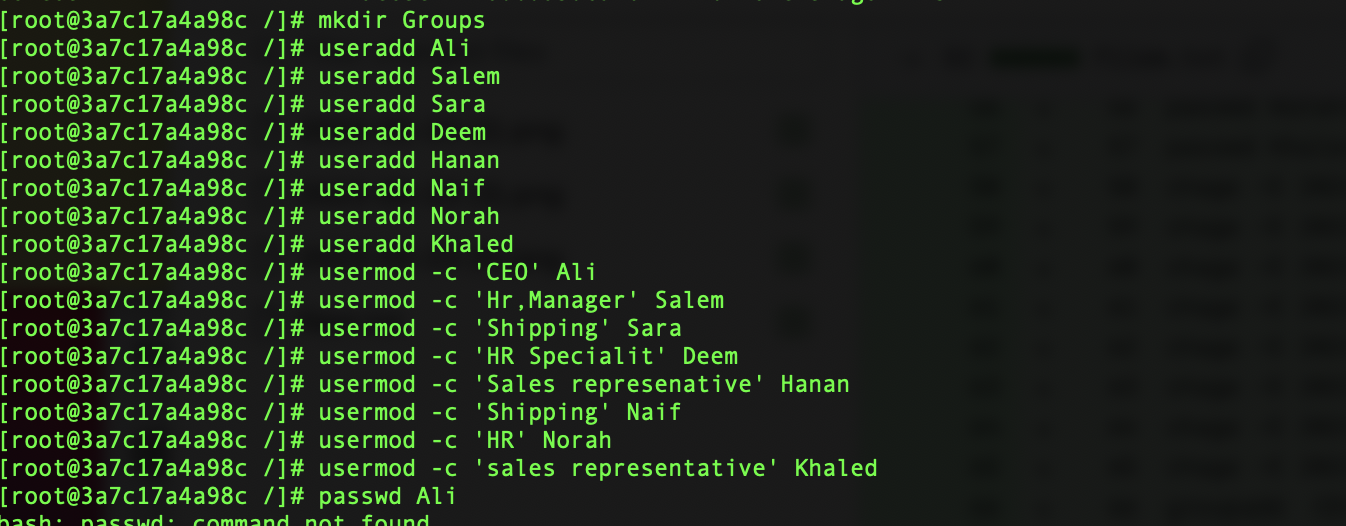 [root@3a7c17a4a98c /]# mkdir Groups
[root@3a7c17a4a98c /]# useradd Ali
[root@3a7c17a4a98c /]# useradd Salem
[root@3a7c17a4a98c /]# useradd Sara
[root@3a7c17a4a98c /]# useradd Deem
[root@3a7c17a4a98c /]# useradd Hanan
[root@3a7c17a4a98c /]# useradd Naif
[root@3a7c17a4a98c /]# useradd Norah
[root@3a7c17a4a98c /]# useradd Khaled
[root@3a7c17a4a98c /]# usermod -c 'CEO' Ali
[root@3a7c17a4a98c /]# usermod -c 'Hr,Manager' Salem
[root@3a7c17a4a98c /]# usermod -c 'Shipping' Sara
[root@3a7c17a4a98c /]# usermod -c 'HR Specialit' Deem
[root@3a7c17a4a98c /]# usermod -c 'Sales represenative' Hanan
[root@3a7c17a4a98c /]# usermod -c 'Shipping' Naif
[root@3a7c17a4a98c /]# usermod -c 'HR' Norah
[root@3a7c17a4a98c /]# usermod -c 'sales representative' Khaled
[root@3a7c17a4a98c /]# passwd Ali
bash: passwd: command not found